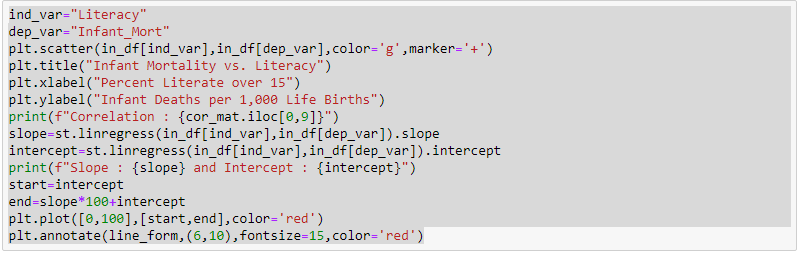 ind_var="Literacy"
dep_var="Infant_Mort"
plt.scatter(in_df[ind_var],in_df[dep_var],color='g',marker='+')
plt.title("Infant Mortality vs. Literacy")
plt.xlabel("Percent Literate over 15")
plt.ylabel("Infant Deaths per 1,000 Life Births")
print(f"Correlation : {cor_mat.iloc[0,9]}")
slope=st.linregress(in_df[ind_var],in_df[dep_var]).slope
intercept=st.linregress(in_df[ind_var],in_df[dep_var]).intercept
print(f"Slope : {slope} and Intercept : {intercept}")
start=intercept
end=slope*100+intercept
plt.plot([0,100],[start,end],color='red')
plt.annotate(line_form,(6,10),fontsize=15,color='red')